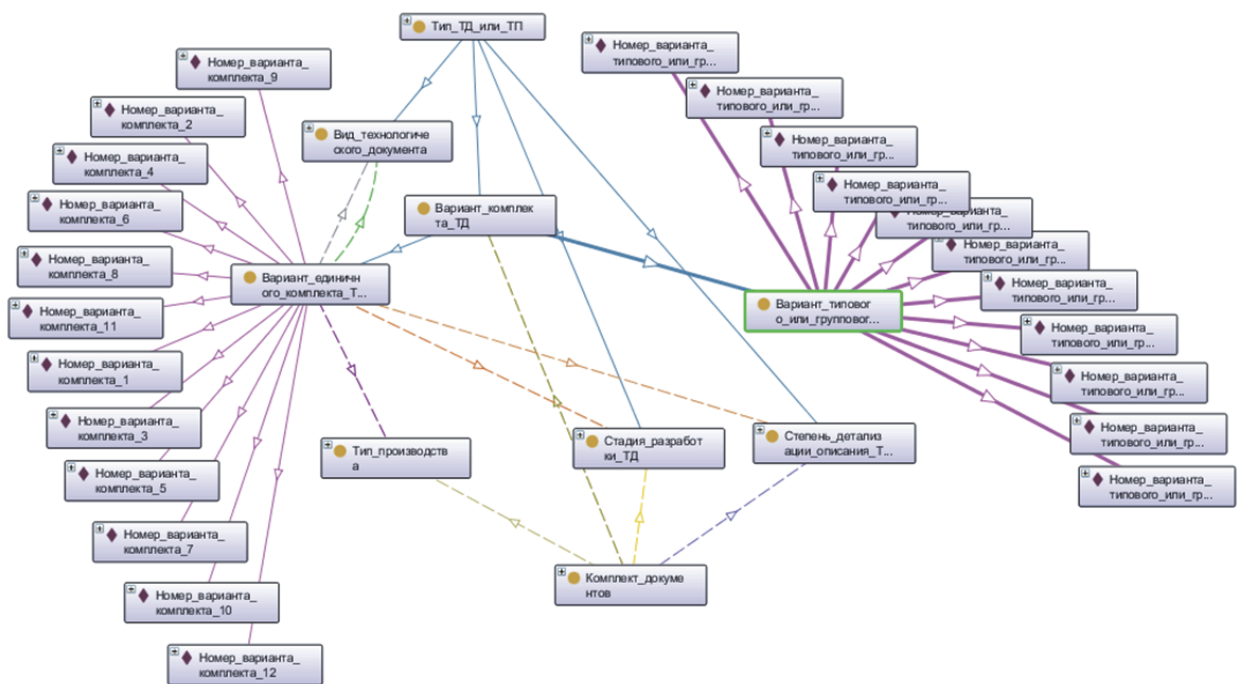 Тип_ТД_или_ТП
Номер_варианта_
комплекта_9
Номер_варианта_
комплекта_2
Номер_варианта_
комплекта_4
Номер_варианта_
комплекта_6
Номер_варианта_
комплекта_8
Номер_варианта_
комплекта_11
Номер_варианта_
комплекта_1
Номер_варианта_
комплекта_3
Номер_варианта_
комплекта_5
Номер_варианта_
комплекта_7
Номер_варианта_
комплекта_10
Номер_варианта_
комплекта_12
Вид_технологиче
ского_документа
Вариант_комплек
та_ТД
Вариант_единичн
ого_комплекта_Т...
Тип_производств
а
Стадия_разработ
ки_ТД
Степень_детализ
ации_описания_Т...
Комплект_докуме
нтов
Вариант_типовог
о_или_группоvog...
Номер_варианта_
типового_или_гр...
Номер_варианта_
типового_или_гр...
Номер_варианта_
типового_или_гр...
Номер_варианта_
типового_или_гр...
Номер_варианта_
типового_или_гр...
Номер_варианта_
типового_или_гр...
Номер_варианта_
типового_или_гр...
Номер_варианта_
типового_или_гр...
Номер_варианта_
типового_или_гр...
Номер_варианта_
типового_или_гр...
Номер_варианта_
типового_или_гр...